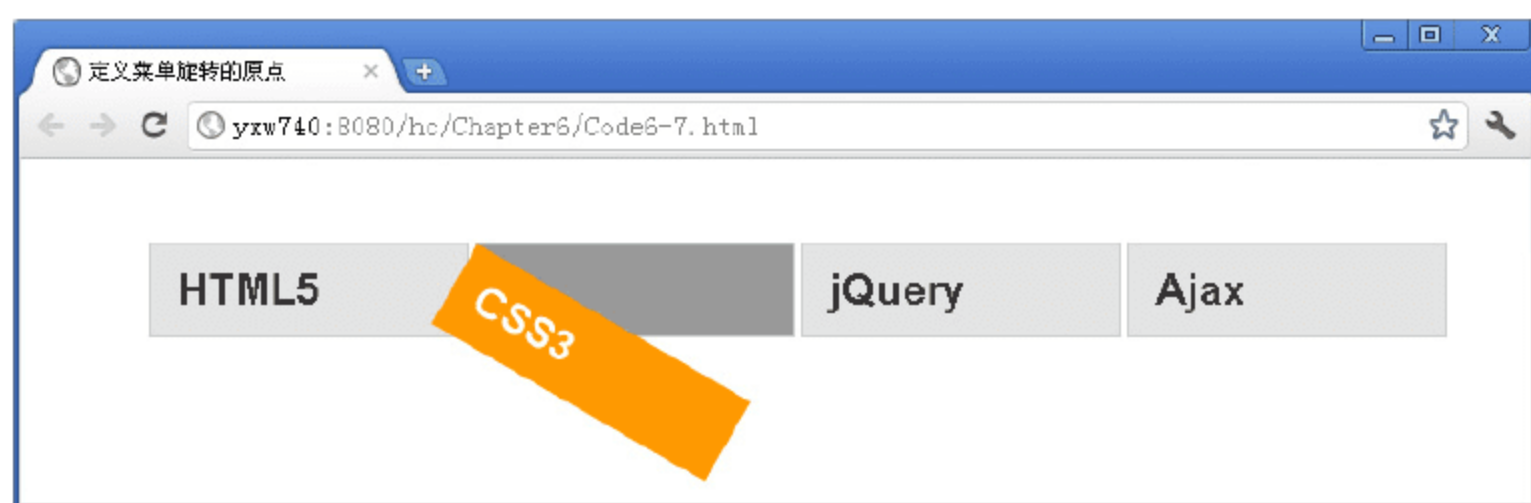 定义菜单旋转的原点
yxw740:8080/hc/Chapter6/Code6-7.html
HTML5
CSS3
jQuery
Ajax